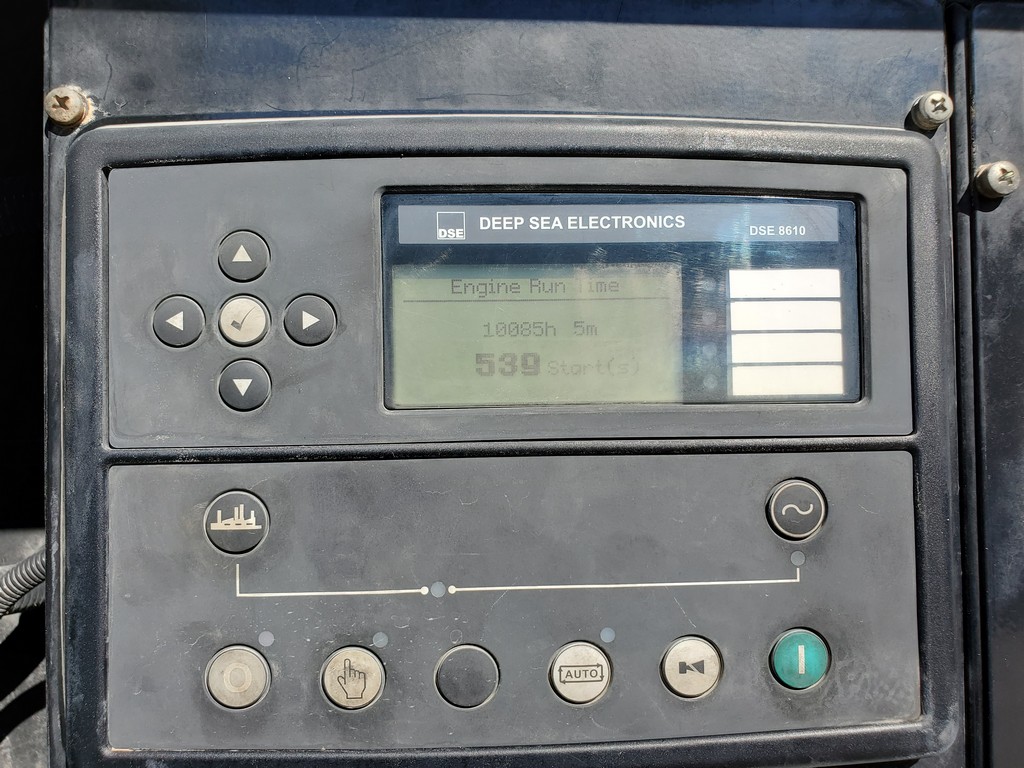 DSE DEEP SEA ELECTRONICS
DSE 8610
Engine Run Time
10085h 5m
539 Start(s)
O
AUTO
I